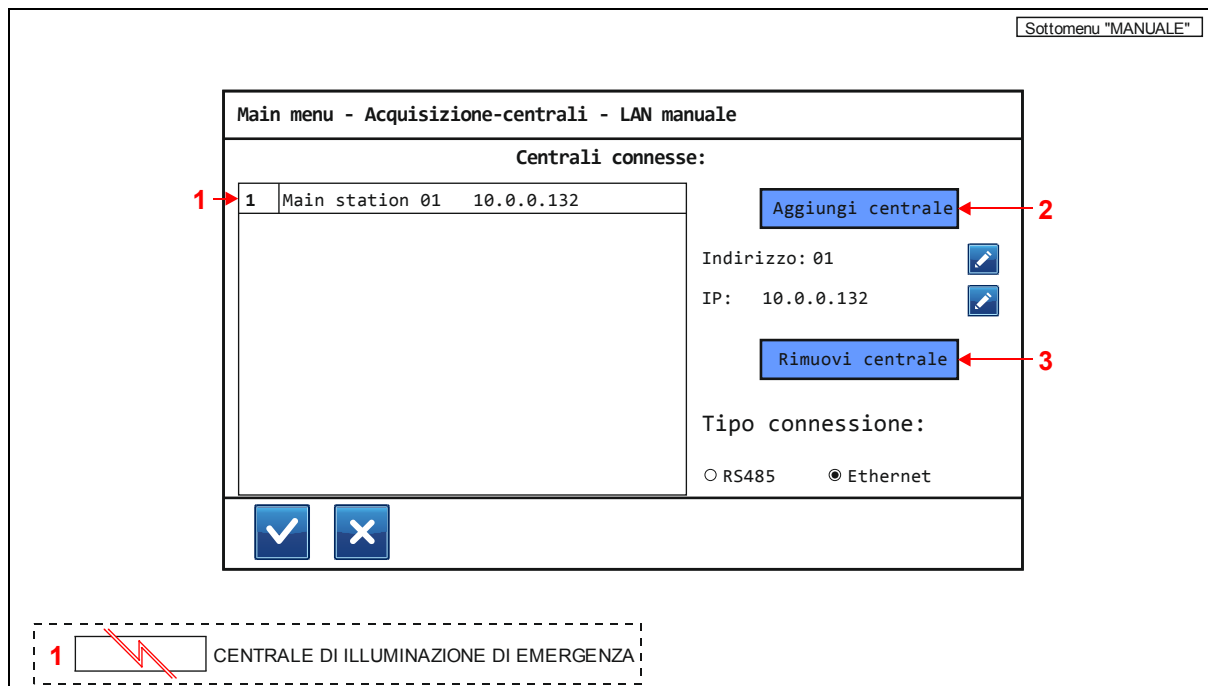 Sottomenu "MANUALE"
Main menu - Acquisizione-centrali - LAN manuale
Centrali connesse:
1 1 Main station 01 10.0.0.132
Aggiungi centrale 2
Indirizzo: 01
IP: 10.0.0.132
Rimuovi centrale 3
Tipo connessione:
RS485 Ethernet
1 CENTRALE DI ILLUMINAZIONE DI EMERGENZA